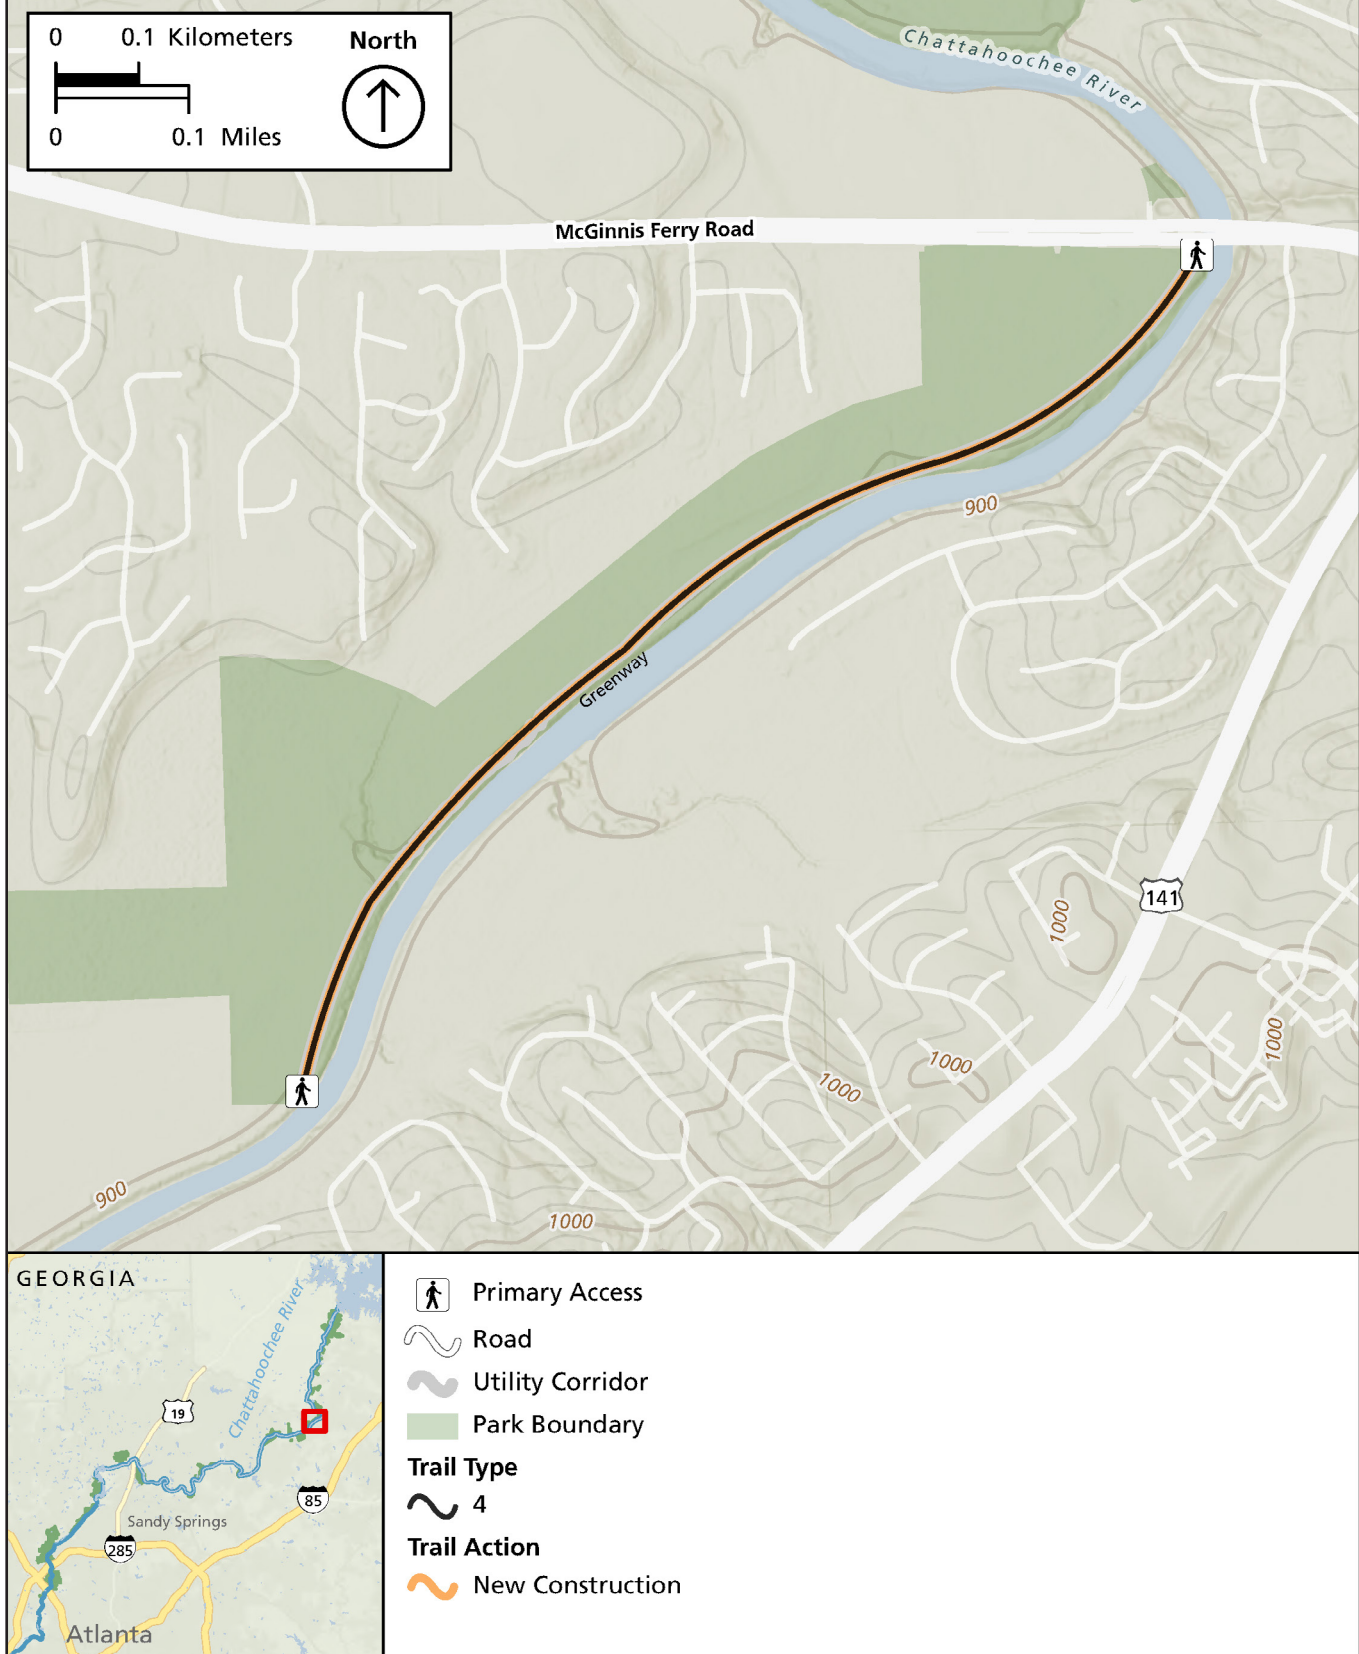 0 0.1 Kilometers
North
0 0.1 Miles
Chattahoochee River
McGinnis Ferry Road
900
Greenway
141
1000
1000
1000
1000
900
1000
GEORGIA
Chattahoochee River
19
85
Sandy Springs
285
Atlanta
Primary Access
Road
Utility Corridor
Park Boundary
Trail Type
4
Trail Action
New Construction